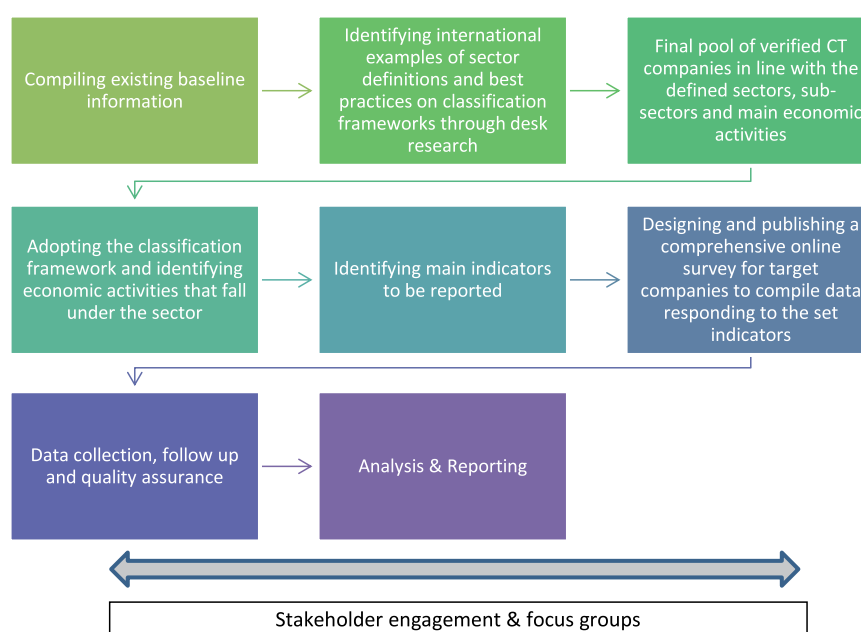 Compiling existing baseline
information
Identifying international
examples of sector
definitions and best
practices on classification
frameworks through desk
research
Final pool of verified CT
companies in line with the
defined sectors, sub-
sectors and main economic
activities
Adopting the classification
framework and identifying
economic activities that fall
under the sector
Identifying main indicators
to be reported
Designing and publishing a
comprehensive online
survey for target
companies to compile data
responding to the set
indicators
Data collection, follow up
and quality assurance
Analysis & Reporting
Stakeholder engagement & focus groups